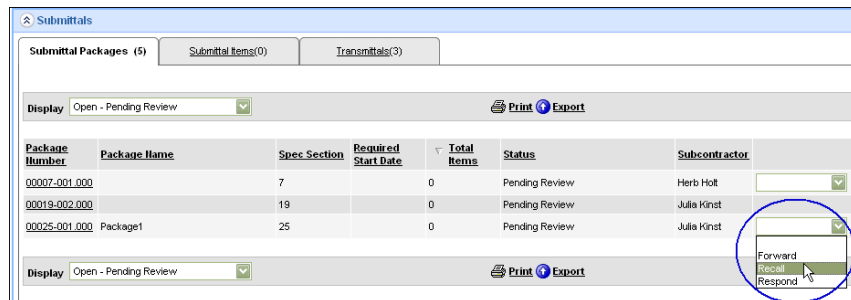 Submittals
Submittal Packages (5) Submittal Items(0) Transmittals(3)
Display Open - Pending Review Print Export
Package Number Package Name Spec Section Required Start Date Total Items Status Subcontractor
00007-001.000 7 0 Pending Review Herb Holt
00019-002.000 19 0 Pending Review Julia Kinst
00025-001.000 Package1 25 0 Pending Review Julia Kinst
Forward
Recall
Respond
Display Open - Pending Review Print Export